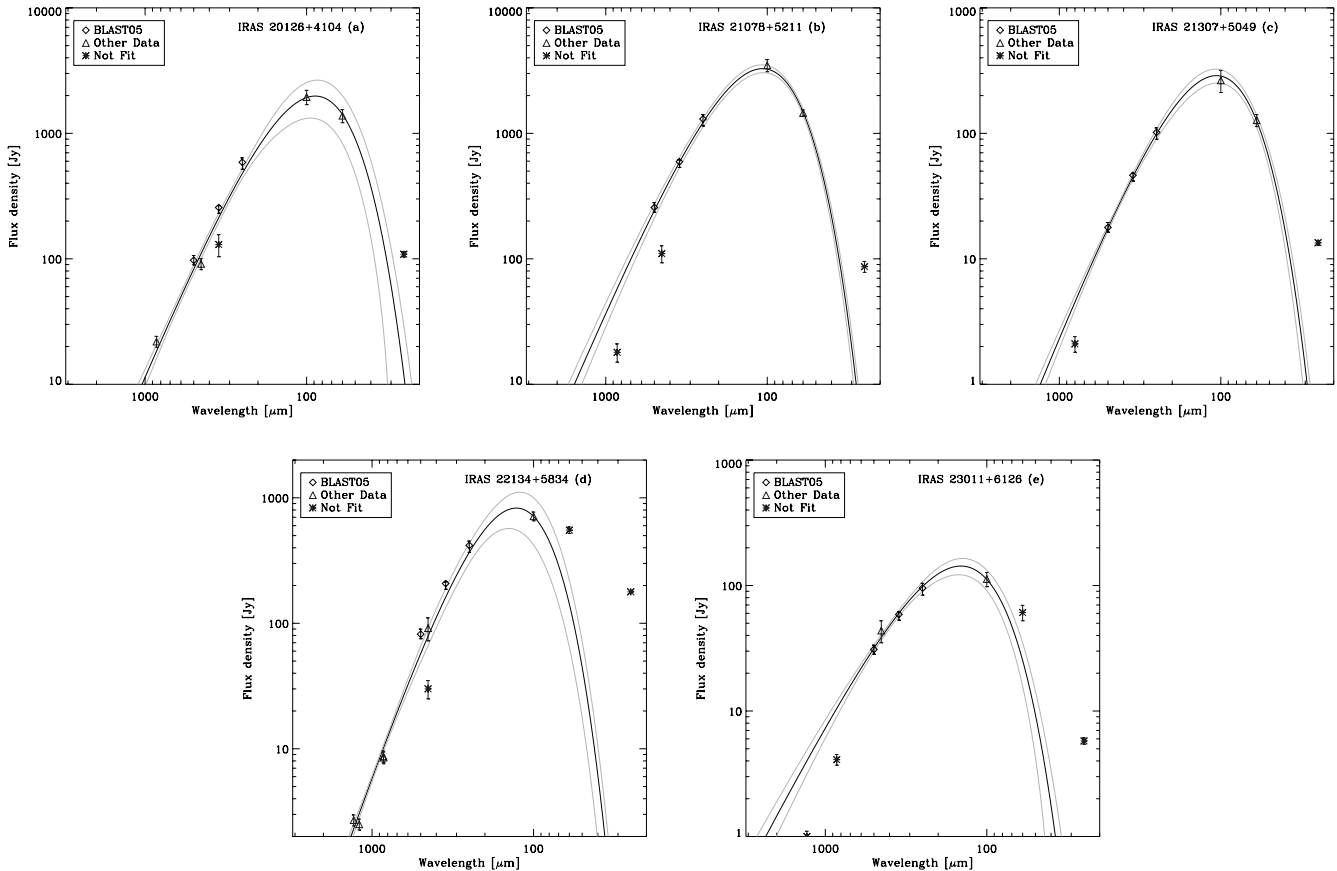 IRAS 20126+4104 (a)
BLAST05
Other Data
Not Fit
10000
1000
100
10
Flux density [Jy]
1000
100
Wavelength [μm]
IRAS 21078+5211 (b)
BLAST05
Other Data
Not Fit
10000
1000
100
10
Flux density [Jy]
1000
100
Wavelength [μm]
IRAS 21307+5049 (c)
BLAST05
Other Data
Not Fit
1000
100
10
1
Flux density [Jy]
1000
100
Wavelength [μm]
IRAS 22134+5834 (d)
BLAST05
Other Data
Not Fit
1000
100
10
Flux density [Jy]
1000
100
Wavelength [μm]
IRAS 23011+6126 (e)
BLAST05
Other Data
Not Fit
1000
100
10
1
Flux density [Jy]
1000
100
Wavelength [μm]